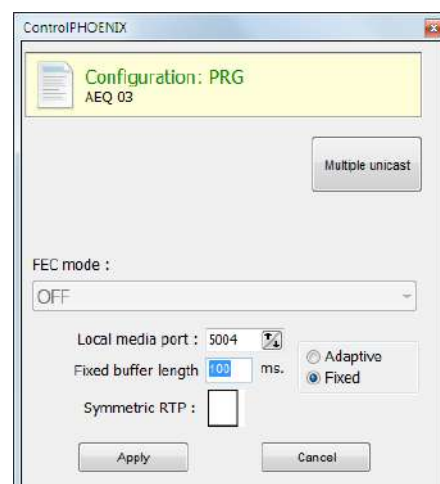 ControlPHOENIX
Configuration: PRG
AEQ 03
Multiple unicast
FEC mode :
OFF
Local media port : 5004
Fixed buffer length 100 ms.
Adaptive
Fixed
Symmetric RTP :
Apply
Cancel